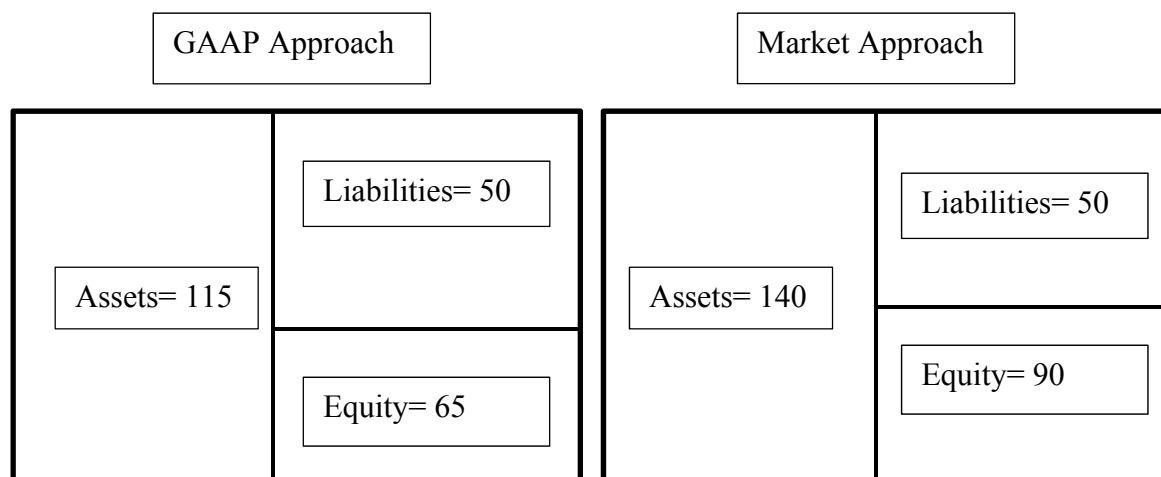 GAAP Approach
Market Approach
Liabilities= 50
Liabilities= 50
Assets= 115
Assets= 140
Equity= 65
Equity= 90